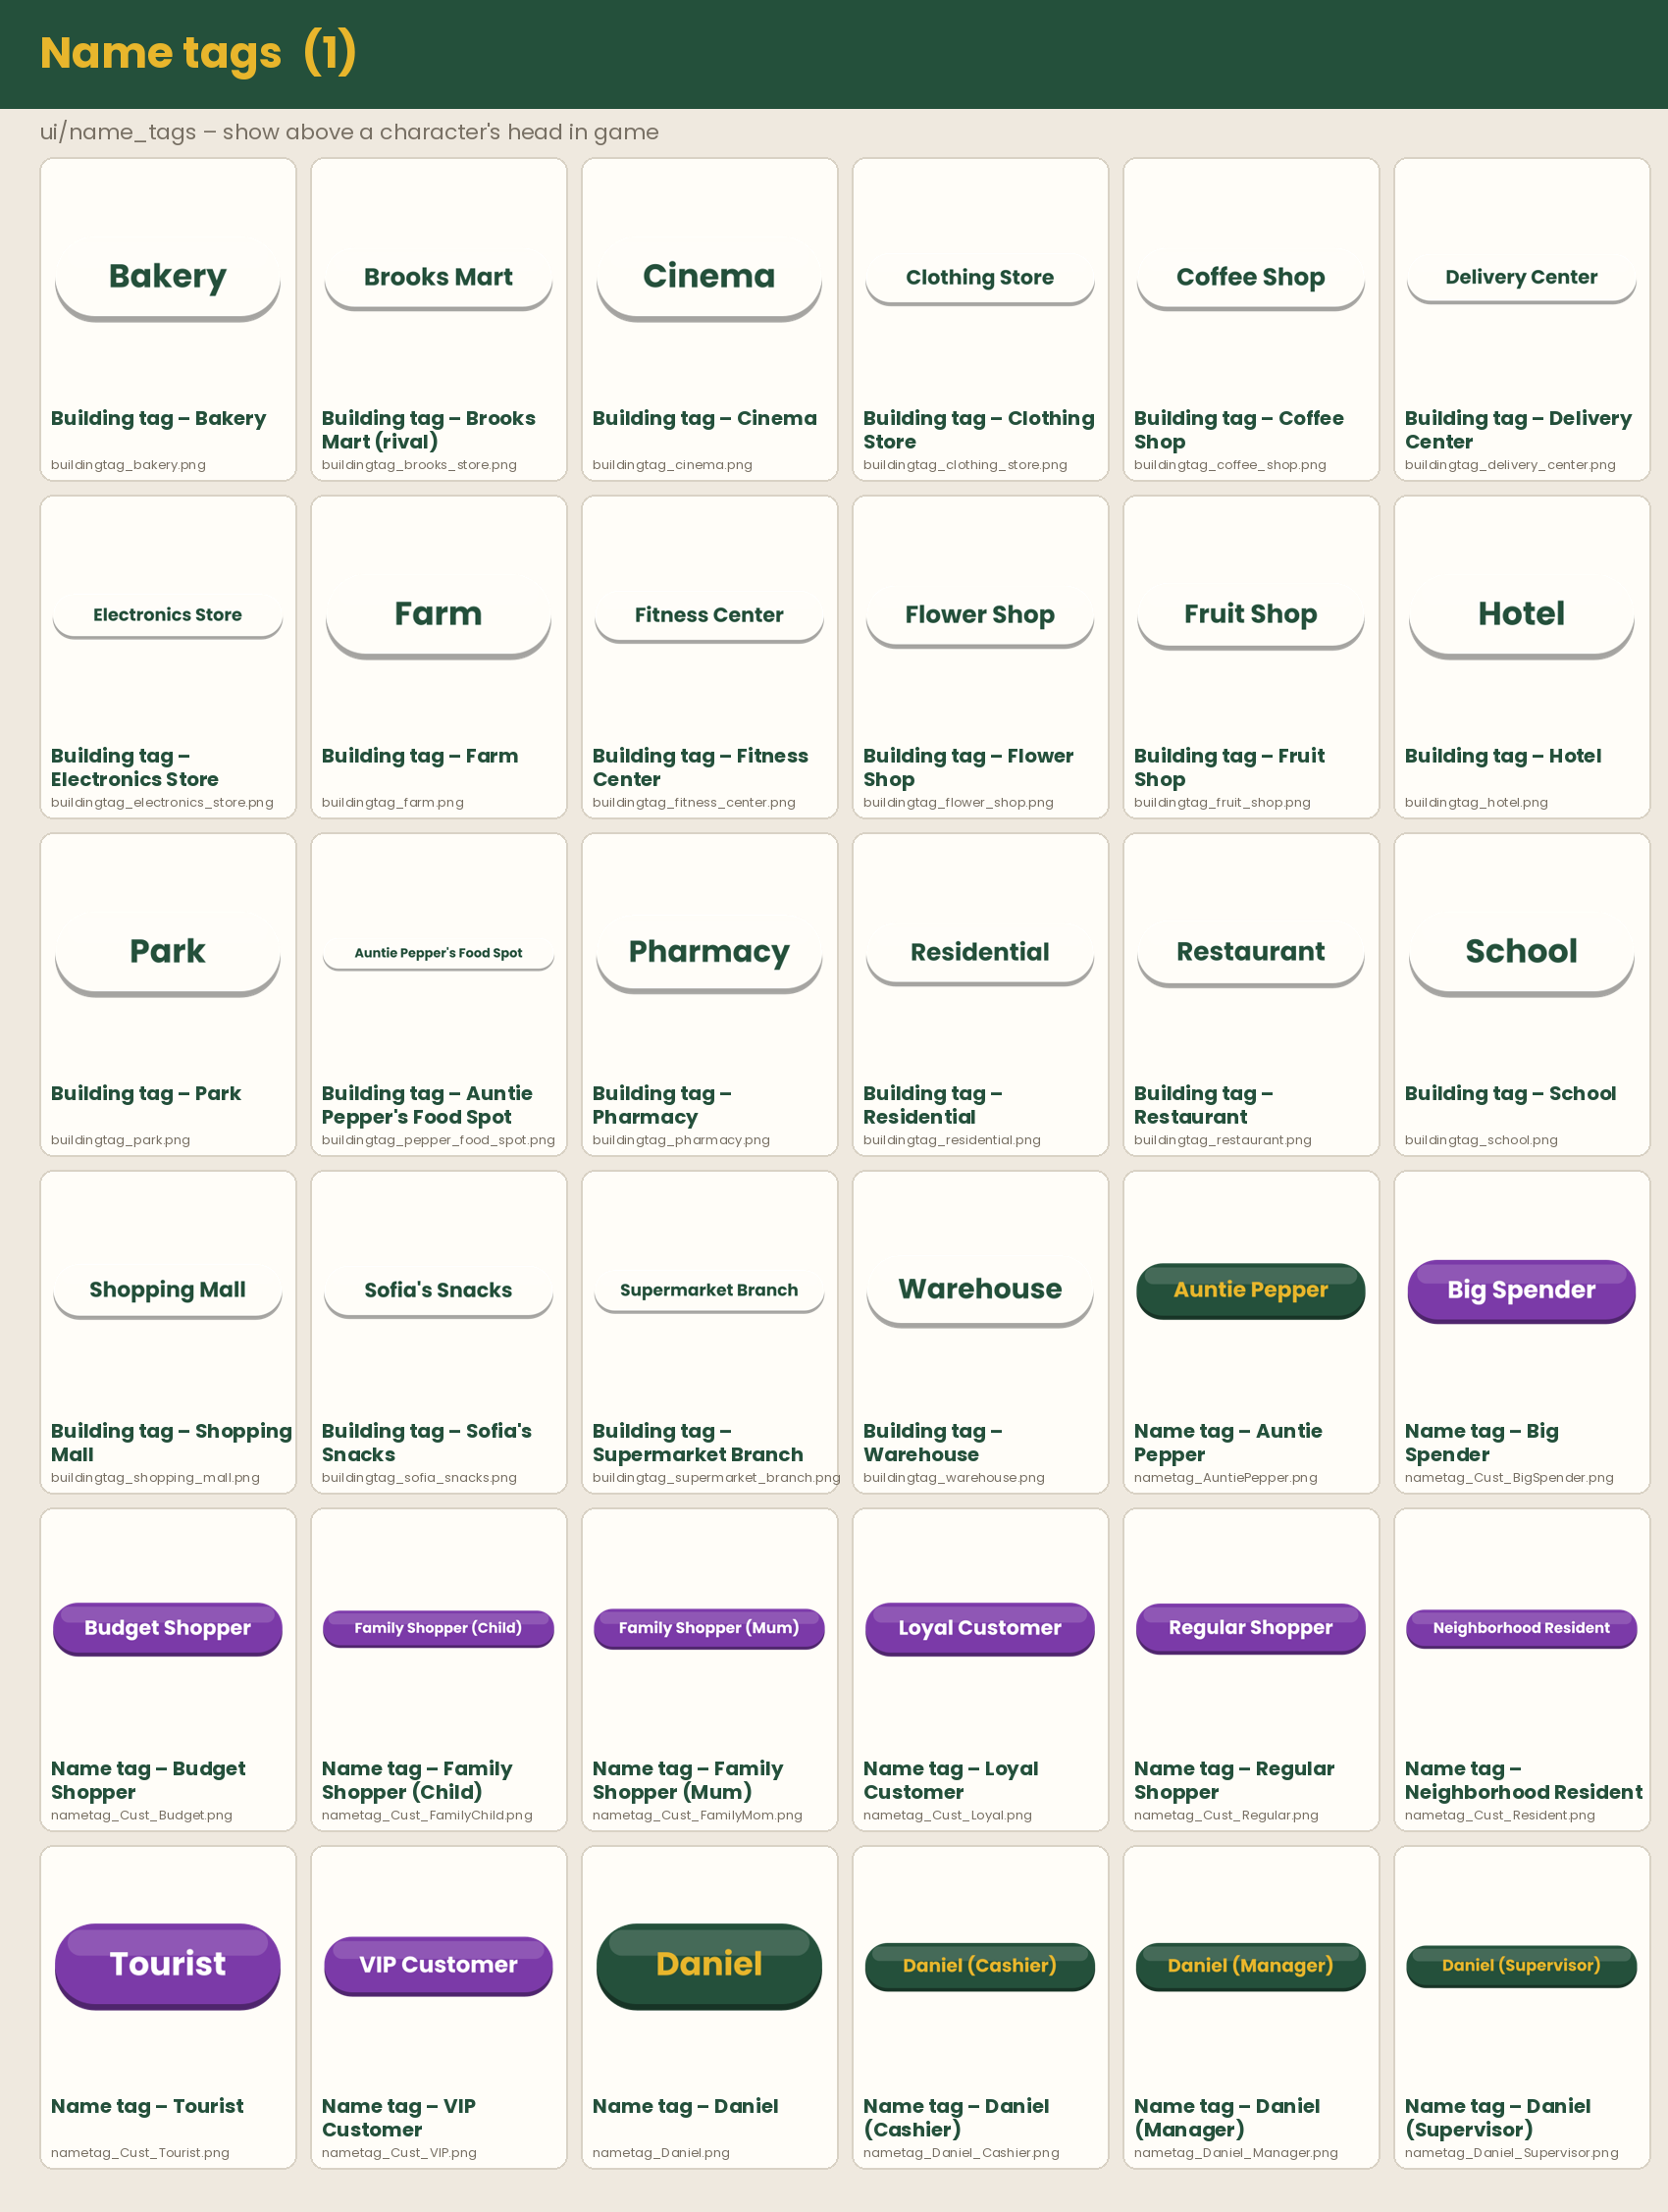 Name tags (1)
ui/name_tags – show above a character's head in game
Bakery
Building tag – Bakery
buildingtag_bakery.png
Brooks Mart
Building tag – Brooks
Mart (rival)
buildingtag_brooks_store.png
Cinema
Building tag – Cinema
buildingtag_cinema.png
Clothing Store
Building tag – Clothing
Store
buildingtag_clothing_store.png
Coffee Shop
Building tag – Coffee
Shop
buildingtag_coffee_shop.png
Delivery Center
Building tag – Delivery
Center
buildingtag_delivery_center.png
Electronics Store
Building tag –
Electronics Store
buildingtag_electronics_store.png
Farm
Building tag – Farm
buildingtag_farm.png
Fitness Center
Building tag – Fitness
Center
buildingtag_fitness_center.png
Flower Shop
Building tag – Flower
Shop
buildingtag_flower_shop.png
Fruit Shop
Building tag – Fruit
Shop
buildingtag_fruit_shop.png
Hotel
Building tag – Hotel
buildingtag_hotel.png
Park
Building tag – Park
buildingtag_park.png
Auntie Pepper's Food Spot
Building tag – Auntie
Pepper's Food Spot
buildingtag_pepper_food_spot.png
Pharmacy
Building tag –
Pharmacy
buildingtag_pharmacy.png
Residential
Building tag –
Residential
buildingtag_residential.png
Restaurant
Building tag –
Restaurant
buildingtag_restaurant.png
School
Building tag – School
buildingtag_school.png
Shopping Mall
Building tag – Shopping
Mall
buildingtag_shopping_mall.png
Sofia's Snacks
Building tag – Sofia's
Snacks
buildingtag_sofia_snacks.png
Supermarket Branch
Building tag –
Supermarket Branch
buildingtag_supermarket_branch.png
Warehouse
Building tag –
Warehouse
buildingtag_warehouse.png
Auntie Pepper
Name tag – Auntie
Pepper
nametag_AuntiePepper.png
Big Spender
Name tag – Big
Spender
nametag_Cust_BigSpender.png
Budget Shopper
Name tag – Budget
Shopper
nametag_Cust_Budget.png
Family Shopper (Child)
Name tag – Family
Shopper (Child)
nametag_Cust_FamilyChild.png
Family Shopper (Mum)
Name tag – Family
Shopper (Mum)
nametag_Cust_FamilyMom.png
Loyal Customer
Name tag – Loyal
Customer
nametag_Cust_Loyal.png
Regular Shopper
Name tag – Regular
Shopper
nametag_Cust_Regular.png
Neighborhood Resident
Name tag –
Neighborhood Resident
nametag_Cust_Resident.png
Tourist
Name tag – Tourist
nametag_Cust_Tourist.png
VIP Customer
Name tag – VIP
Customer
nametag_Cust_VIP.png
Daniel
Name tag – Daniel
nametag_Daniel.png
Daniel (Cashier)
Name tag – Daniel
(Cashier)
nametag_Daniel_Cashier.png
Daniel (Manager)
Name tag – Daniel
(Manager)
nametag_Daniel_Manager.png
Daniel (Supervisor)
Name tag – Daniel
(Supervisor)
nametag_Daniel_Supervisor.png